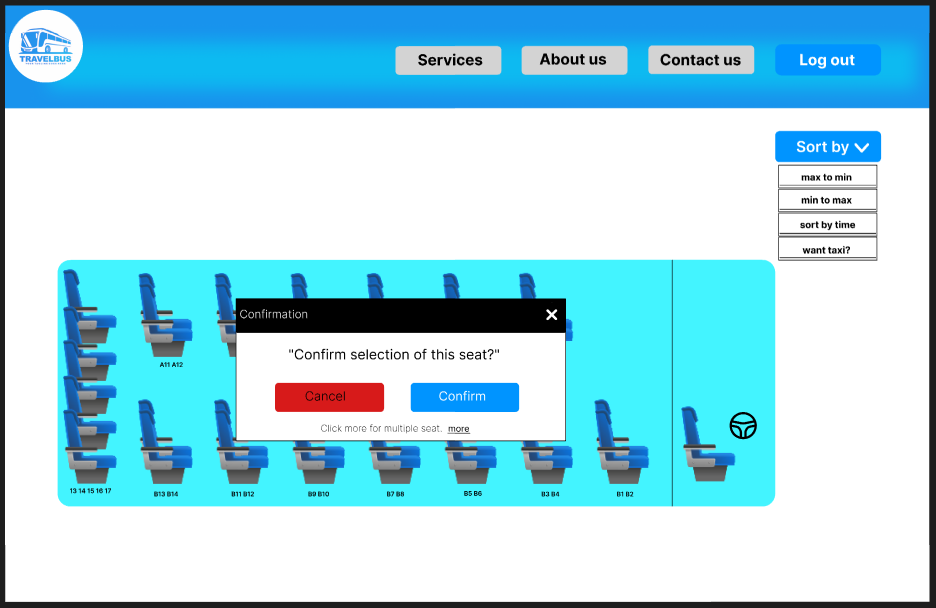 TRAVELBUS
Services
About us
Contact us
Log out
Sort by
max to min
min to max
sort by time
want taxi?
A11 A12
Confirmation
"Confirm selection of this seat?"
Cancel
Confirm
Click more for multiple seat. more
13 14 15 16 17
B13 B14
B11 B12
B9 B10
B7 B8
B5 B6
B3 B4
B1 B2